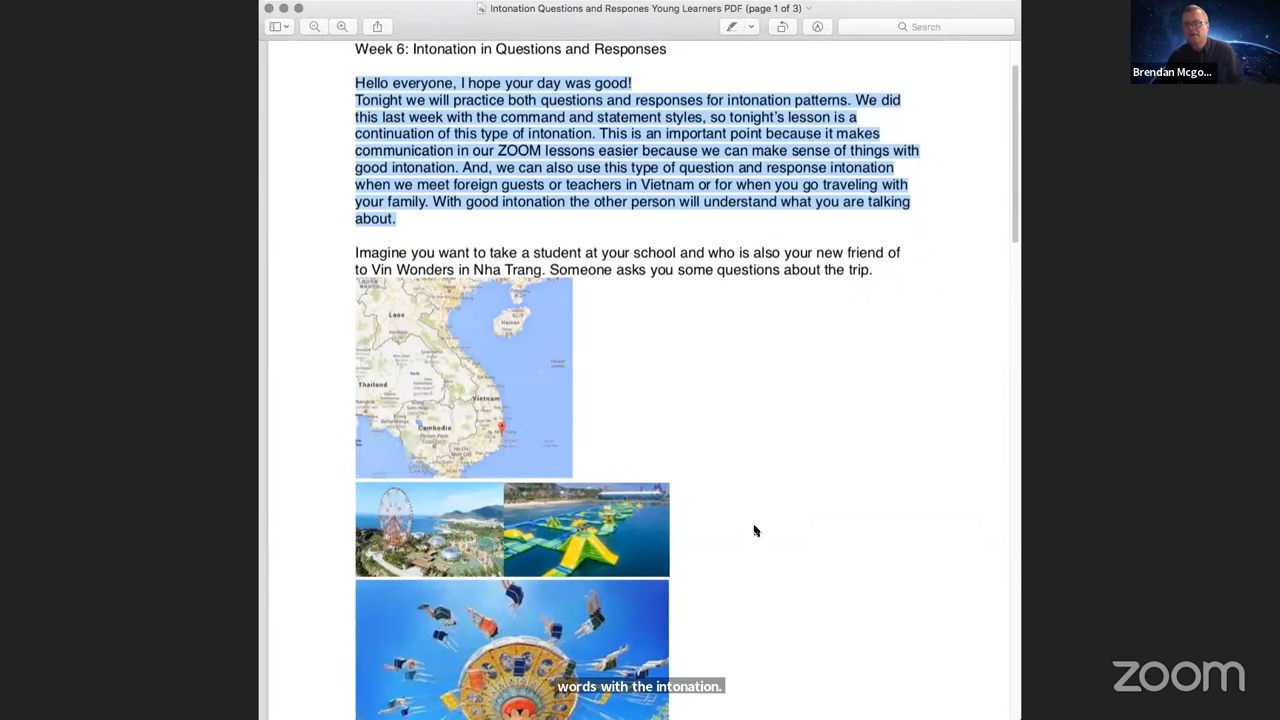 Intonation Questions and Respones Young Learners PDF (page 1 of 3)
Search
Brendan Mcgo...
Week 6: Intonation in Questions and Responses
Hello everyone, I hope your day was good!
Tonight we will practice both questions and responses for intonation patterns. We did
this last week with the command and statement styles, so tonight's lesson is a
continuation of this type of intonation. This is an important point because it makes
communication in our ZOOM lessons easier because we can make sense of things with
good intonation. And, we can also use this type of question and response intonation
when we meet foreign guests or teachers in Vietnam or for when you go traveling with
your family. With good intonation the other person will understand what you are talking
about.
Imagine you want to take a student at your school and who is also your new friend of
to Vin Wonders in Nha Trang. Someone asks you some questions about the trip.
Laos
Hainan
Thailand
Vietnam
Cambodia
words with the intonation.
zoom